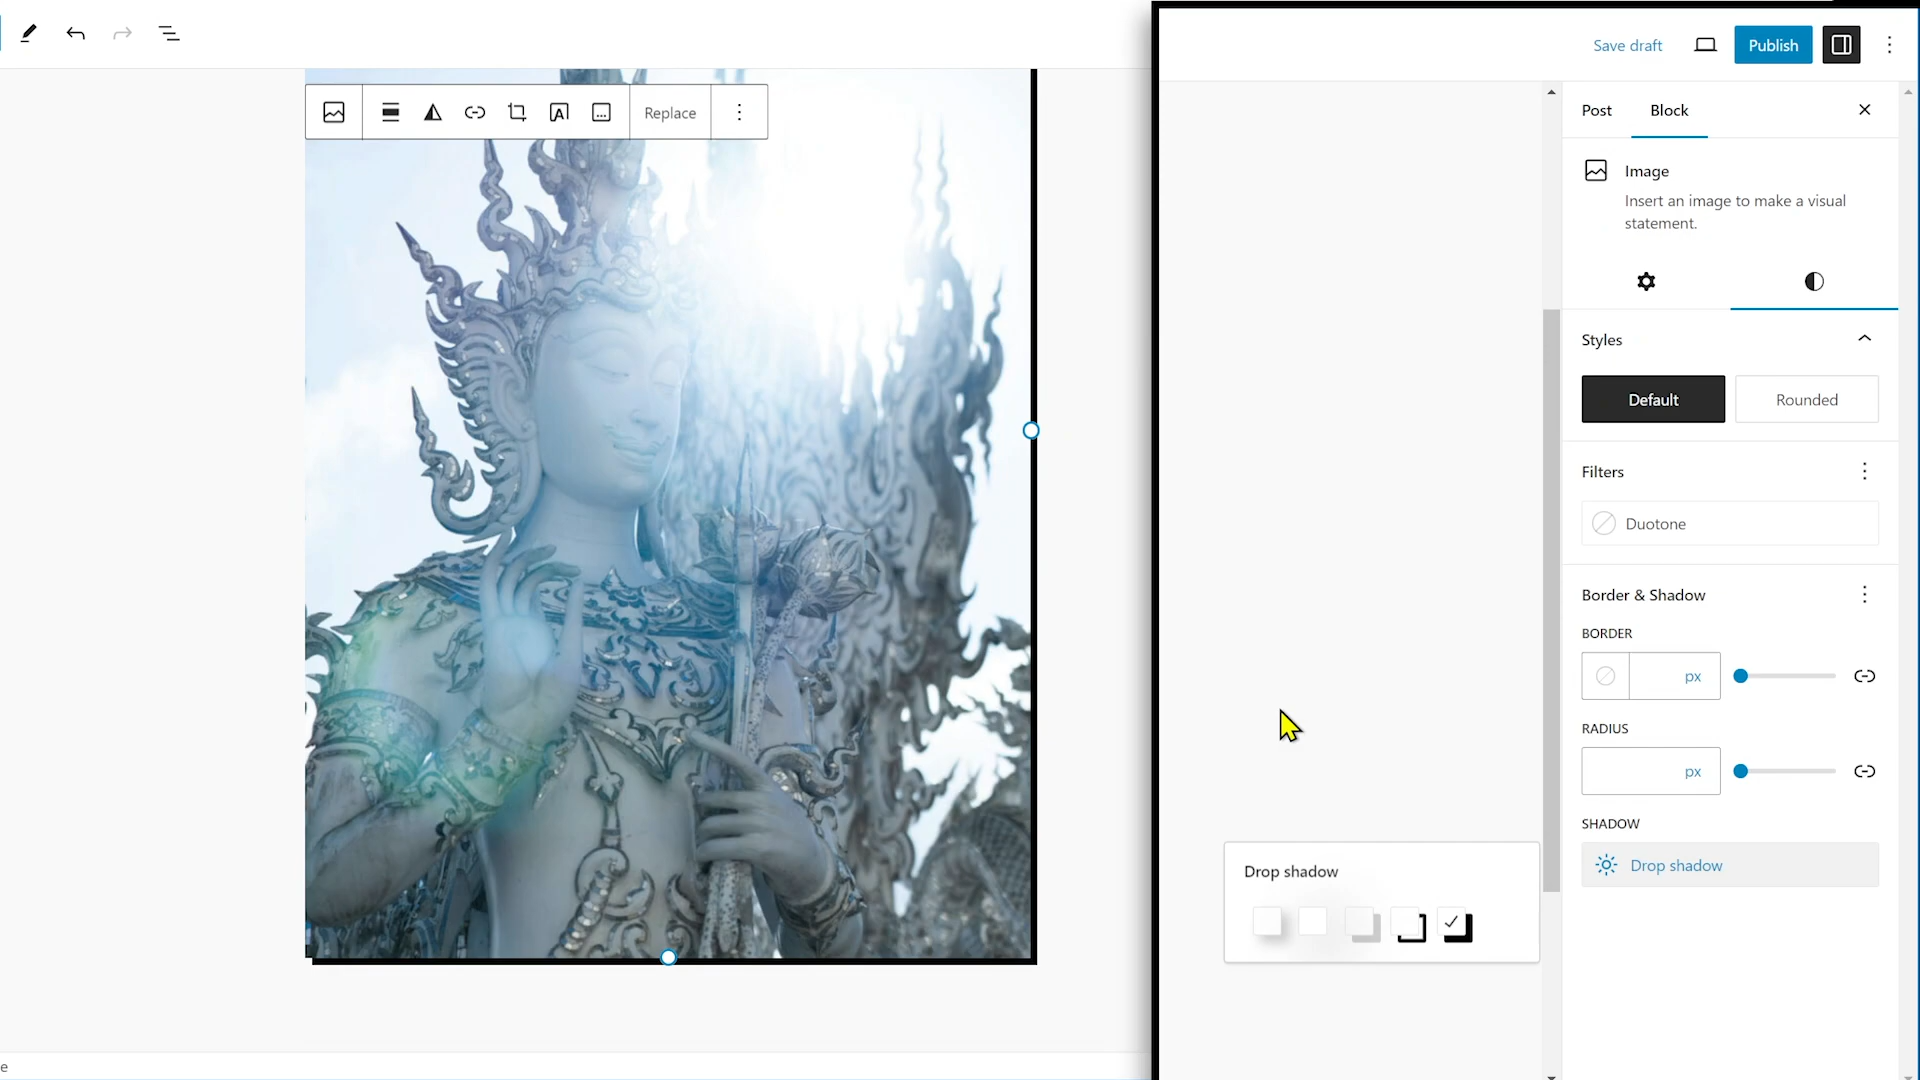 Save draft
Publish
Replace
Post
Block
Image
Insert an image to make a visual
statement.
Styles
Default
Rounded
Filters
Duotone
Border & Shadow
BORDER
px
RADIUS
px
SHADOW
Drop shadow
Drop shadow
e